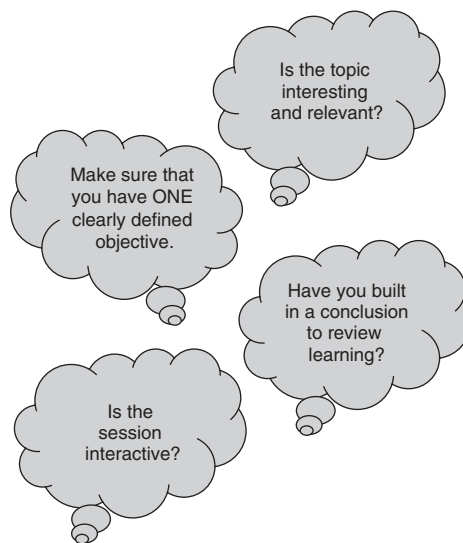 Is the topic
interesting
and relevant?
Make sure that
you have ONE
clearly defined
objective.
Have you built
in a conclusion
to review
learning?
Is the
session
interactive?